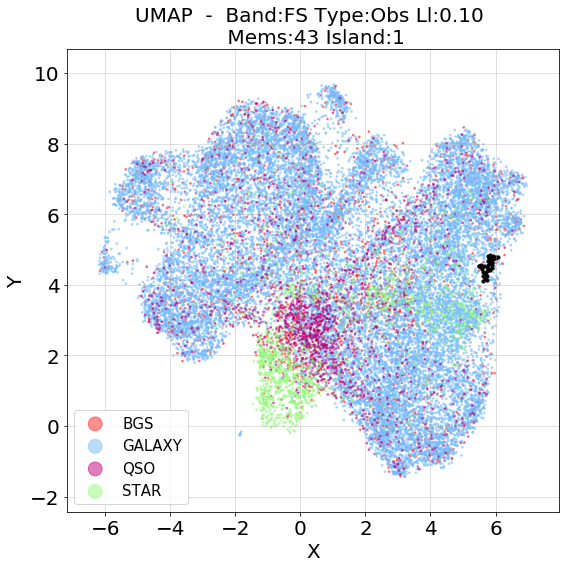 UMAP  -  Band:FS Type:Obs Ll:0.10
Mems:43 Island:1
10
8
6
4
2
0
−2
−6
−4
−2
0
2
4
6
Y
X
BGS
GALAXY
QSO
STAR